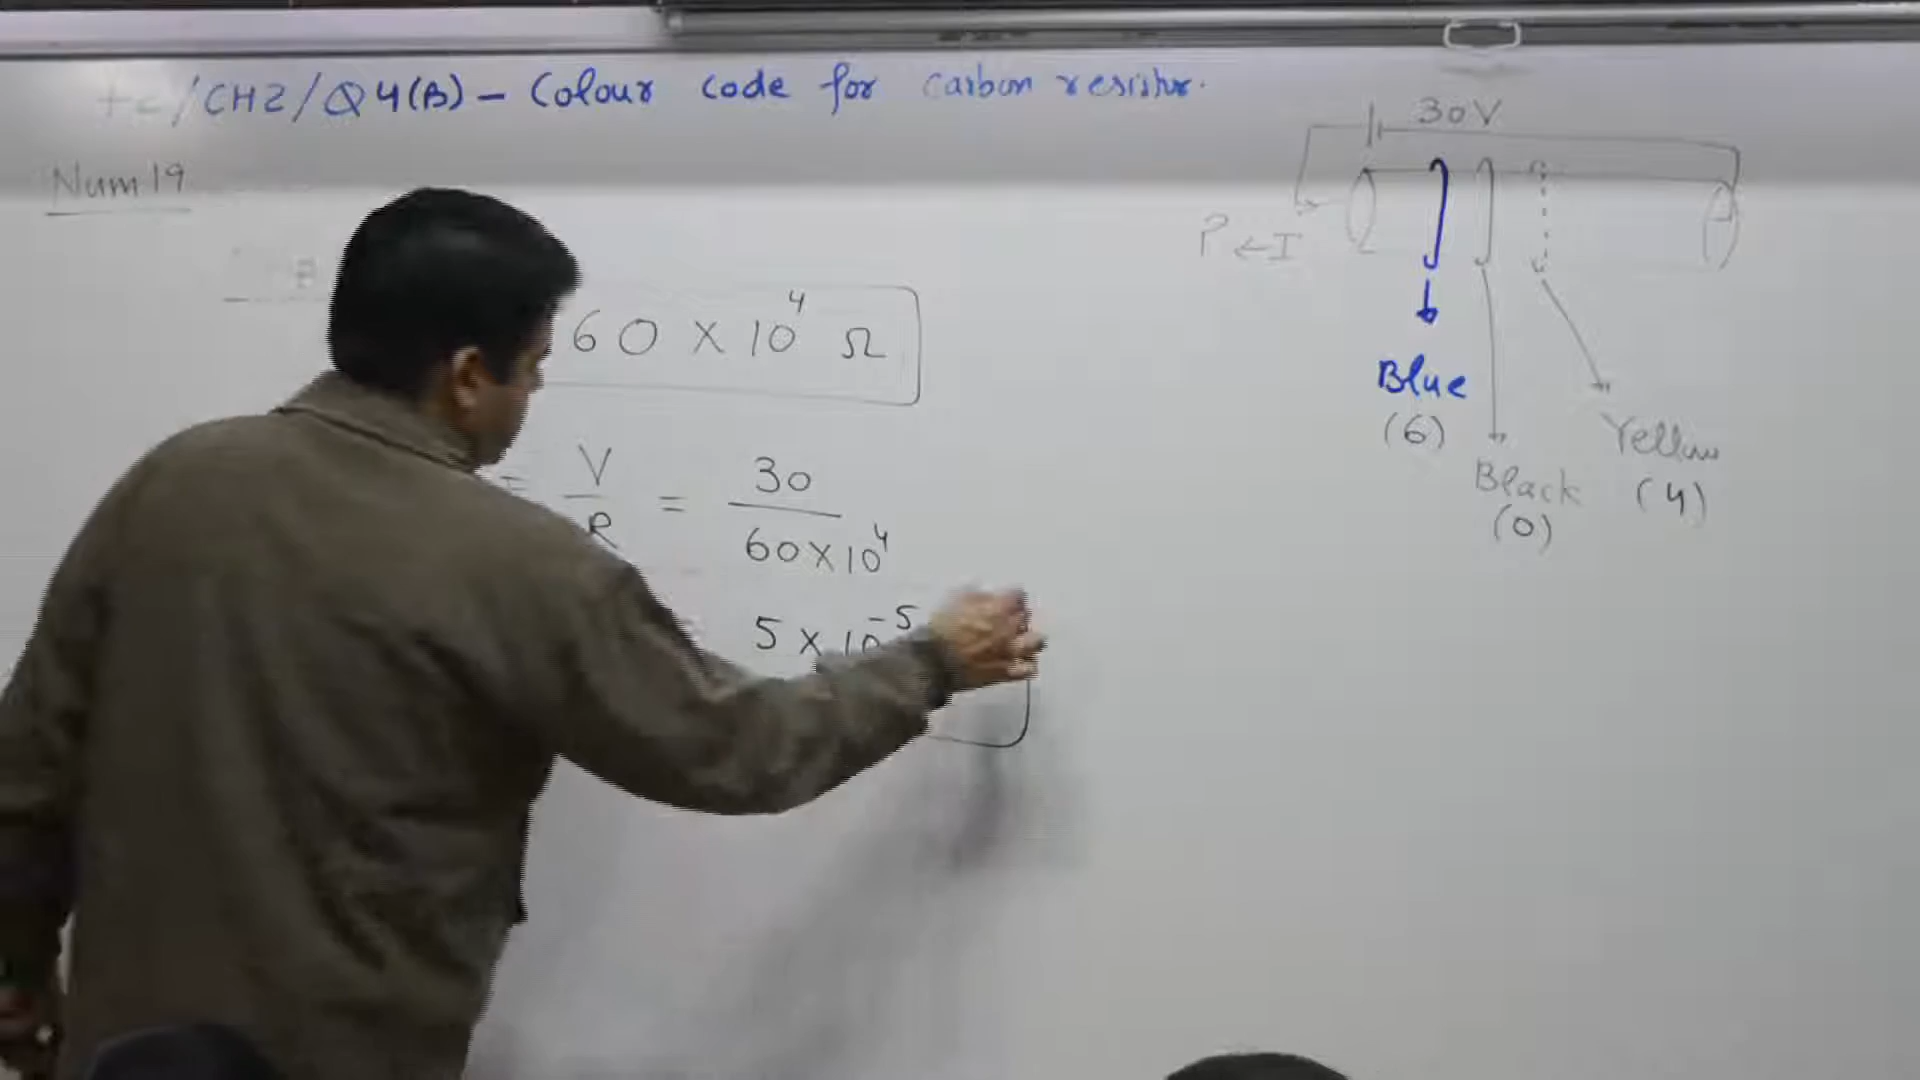 /CH2/Q4(B) - Colour code for carbon resistor.
Num 19
30V
? ← I
60 × 10⁴ Ω
Blue
(6)
Black
(0)
Yellow
(4)
= V/R = 30/60×10⁴
5 × 10⁻⁵